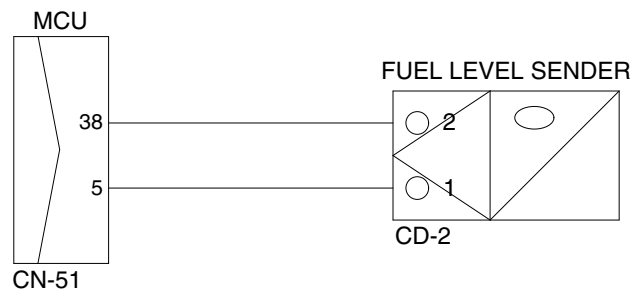 MCU
FUEL LEVEL SENDER
38
2
5
1
CD-2
CN-51